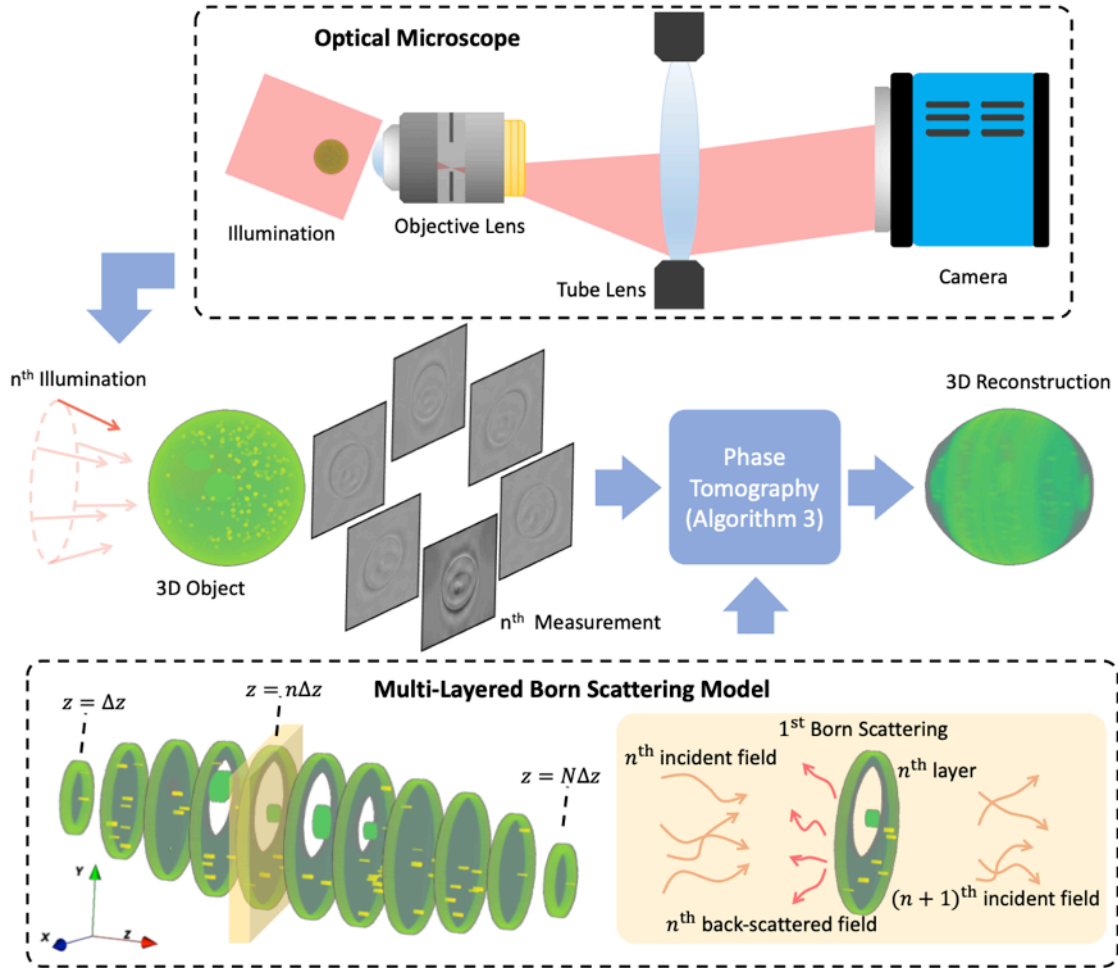 Optical Microscope
Illumination
Objective Lens
Tube Lens
Camera
nth Illumination
3D Object
nth Measurement
Phase
Tomography
(Algorithm 3)
3D Reconstruction
Multi-Layered Born Scattering Model
z = Δz
z = nΔz
z = NΔz
Y
X
Z
1st Born Scattering
nth incident field
nth layer
nth back-scattered field
(n + 1)th incident field